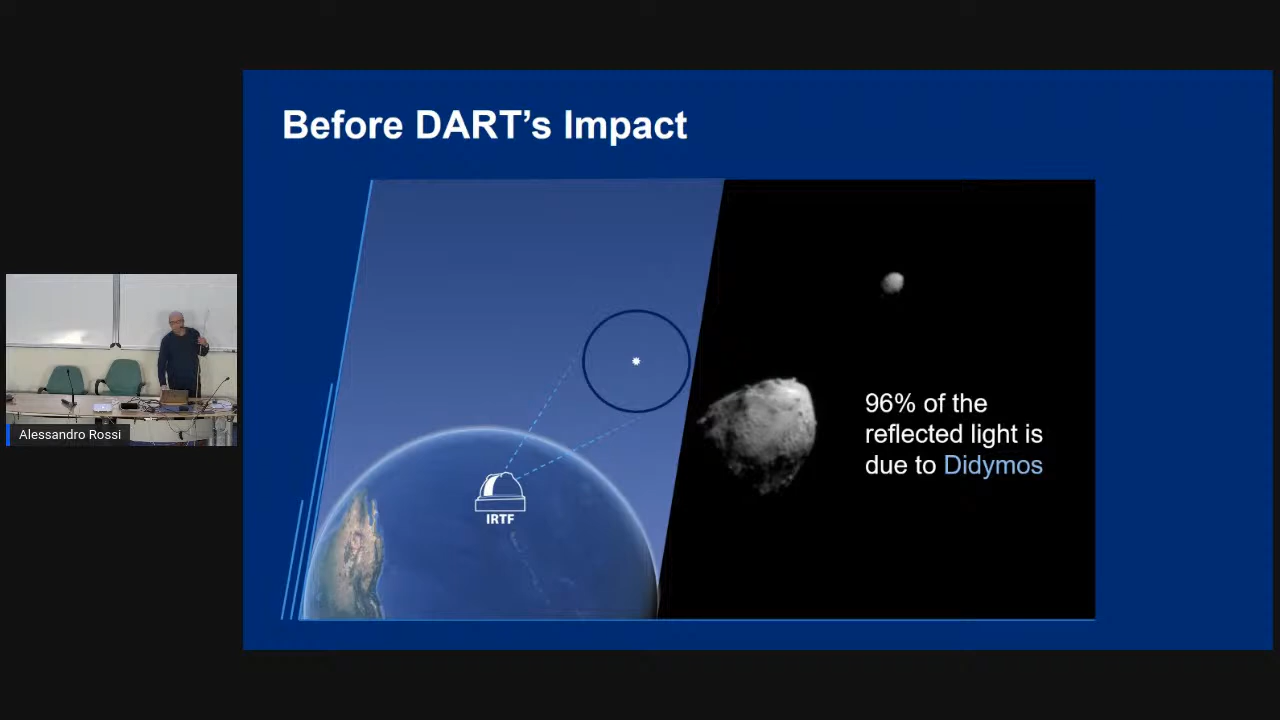 Before DART's Impact
96% of the
reflected light is
due to Didymos
IRTF
Alessandro Rossi